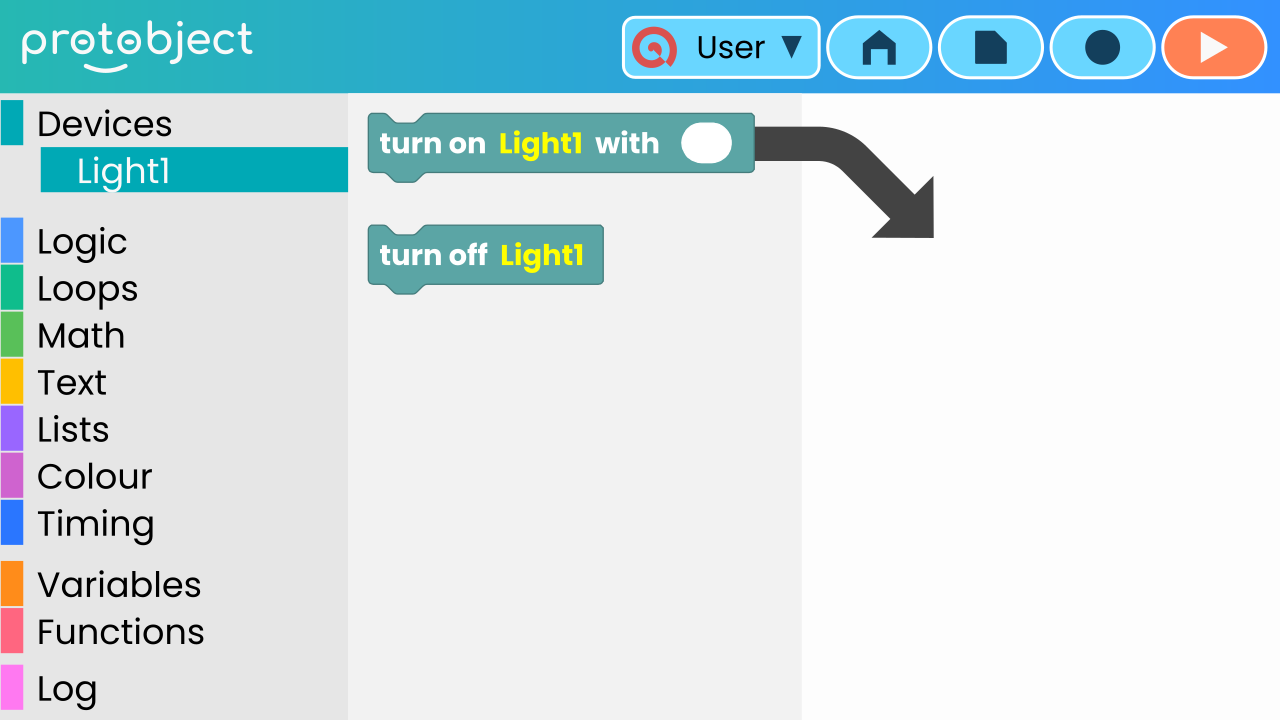 protobject
User
Devices
Light1
Logic
Loops
Math
Text
Lists
Colour
Timing
Variables
Functions
Log
turn on Light1 with
turn off Light1